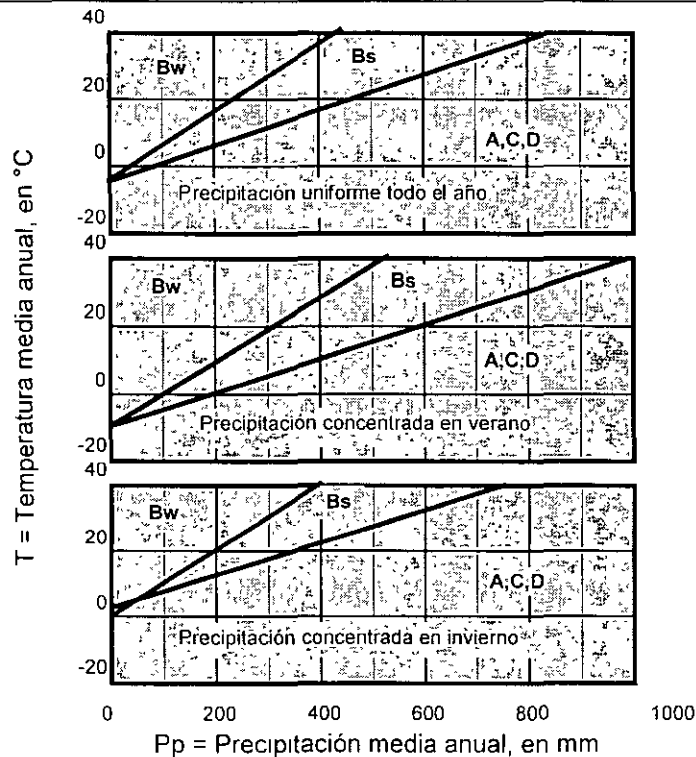 40
Bw
Bs
20
A,C,D
0
Precipitación uniforme todo el año
-20
40
Bw
Bs
20
A,C,D
0
Precipitación concentrada en verano
-20
40
Bw
Bs
20
A,C,D
0
Precipitación concentrada en invierno
-20
0 200 400 600 800 1000
Pp = Precipitación media anual, en mm
T = Temperatura media anual, en °C